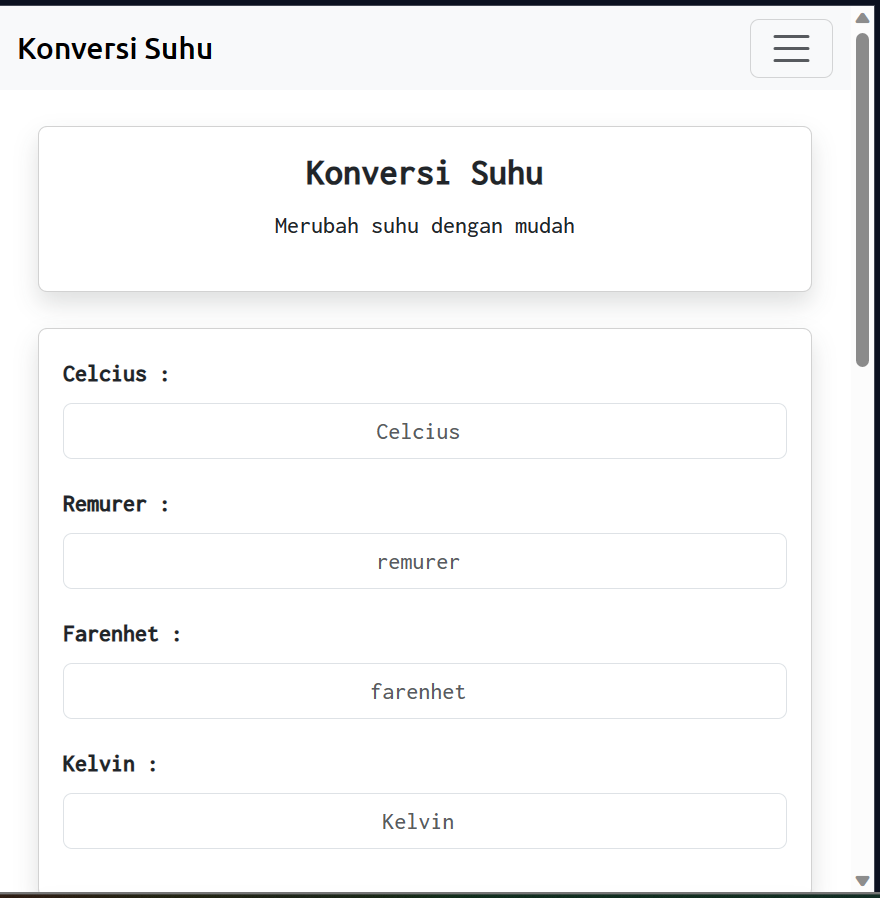 Konversi Suhu
Konversi Suhu
Merubah suhu dengan mudah
Celcius :
Celcius
Remurer :
remurer
Farenhet :
farenhet
Kelvin :
Kelvin